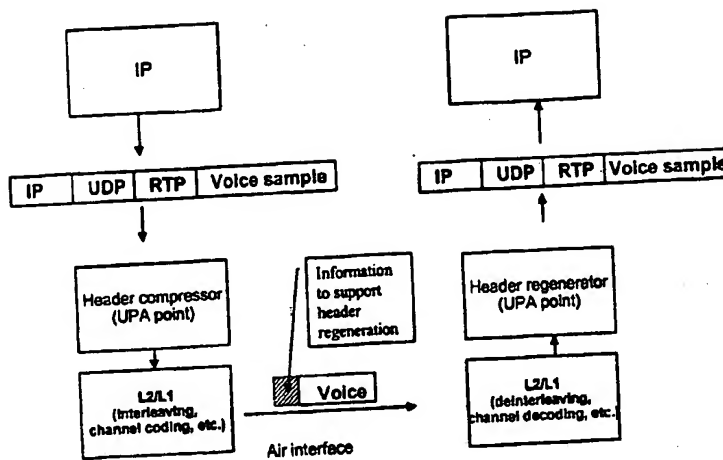 IP
IP
IP UDP RTP Voice sample
IP UDP RTP Voice sample
Header compressor
(UPA point)
Information
to support
header
regeneration
Header regenerator
(UPA point)
L2/L1
(interleaving,
channel coding, etc.)
Voice
L2/L1
(deinterleaving,
channel decoding, etc.)
Air interface